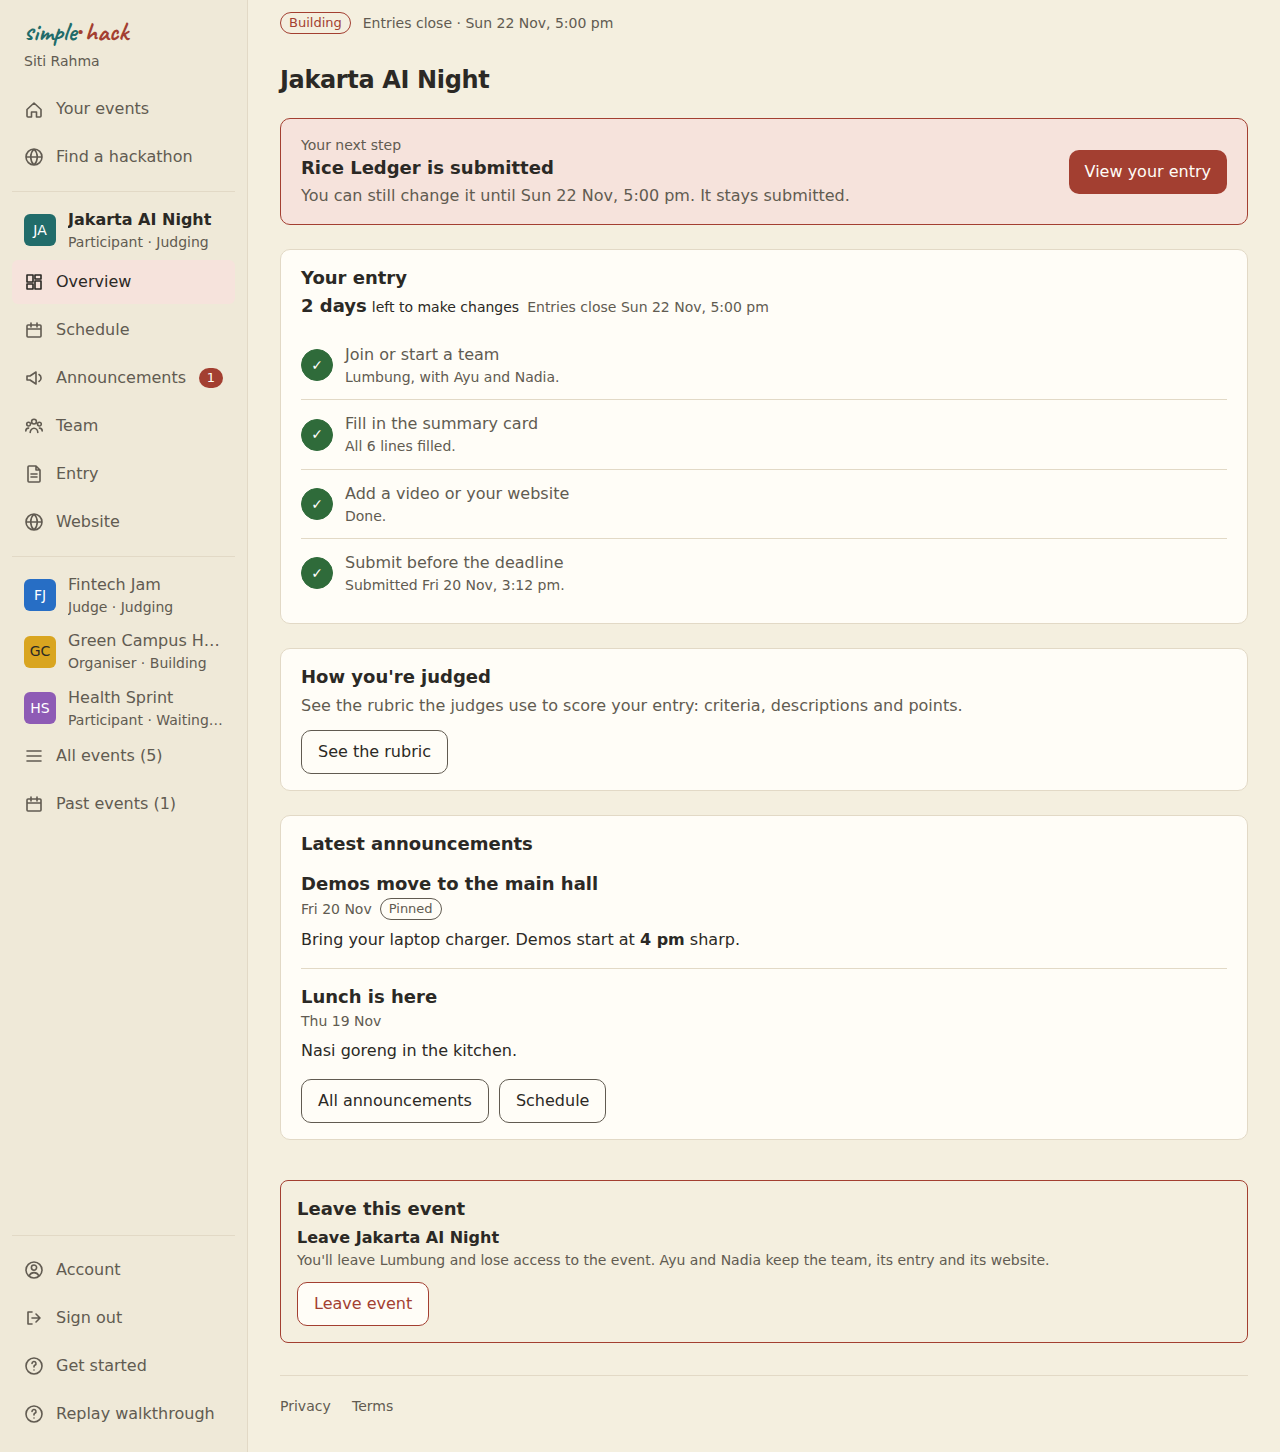 simple·hack
Siti Rahma
Your events
Find a hackathon
JA
Jakarta AI Night
Participant · Judging
Overview
Schedule
Announcements 1
Team
Entry
Website
FJ
Fintech Jam
Judge · Judging
GC
Green Campus H…
Organiser · Building
HS
Health Sprint
Participant · Waiting…
All events (5)
Past events (1)
Account
Sign out
Get started
Replay walkthrough
Building Entries close · Sun 22 Nov, 5:00 pm
Jakarta AI Night
Your next step
Rice Ledger is submitted
You can still change it until Sun 22 Nov, 5:00 pm. It stays submitted.
View your entry
Your entry
2 days left to make changes Entries close Sun 22 Nov, 5:00 pm
✓ Join or start a team
Lumbung, with Ayu and Nadia.
✓ Fill in the summary card
All 6 lines filled.
✓ Add a video or your website
Done.
✓ Submit before the deadline
Submitted Fri 20 Nov, 3:12 pm.
How you're judged
See the rubric the judges use to score your entry: criteria, descriptions and points.
See the rubric
Latest announcements
Demos move to the main hall
Fri 20 Nov Pinned
Bring your laptop charger. Demos start at 4 pm sharp.
Lunch is here
Thu 19 Nov
Nasi goreng in the kitchen.
All announcements Schedule
Leave this event
Leave Jakarta AI Night
You'll leave Lumbung and lose access to the event. Ayu and Nadia keep the team, its entry and its website.
Leave event
Privacy Terms